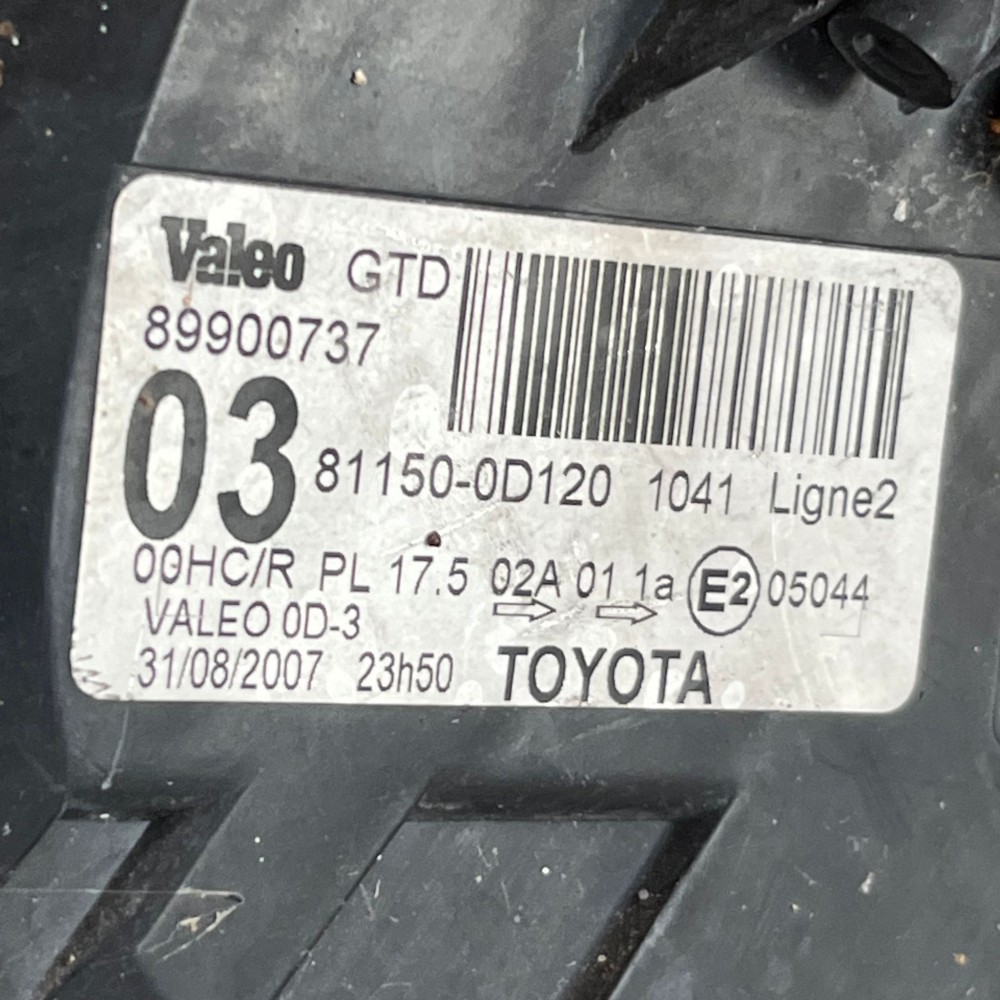 Valeo GTD
89900737
03 81150-0D120 1041 Ligne2
00HC/R PL 17.5 02A 01 1a E2 05044
VALEO 0D-3
31/08/2007 23h50 TOYOTA